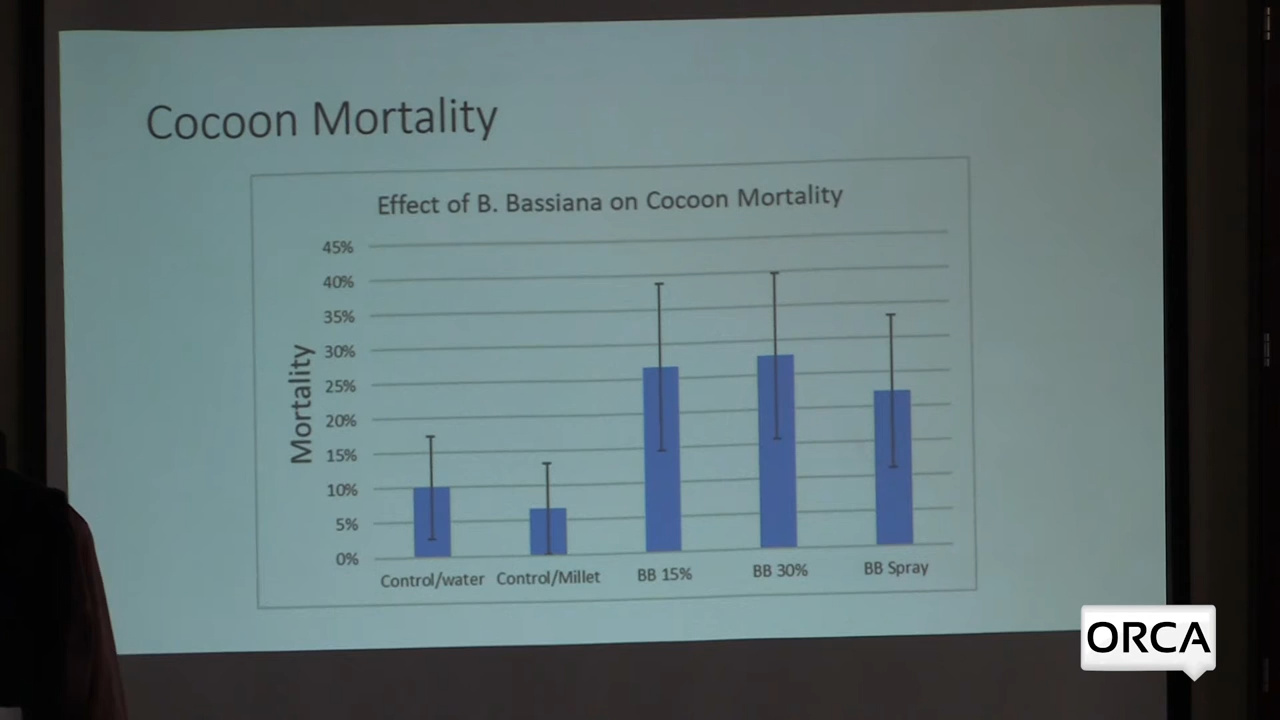 Cocoon Mortality
Effect of B. Bassiana on Cocoon Mortality
45%
40%
35%
30%
25%
20%
15%
10%
5%
0%
Mortality
Control/water
Control/Millet
BB 15%
BB 30%
BB Spray
ORCA